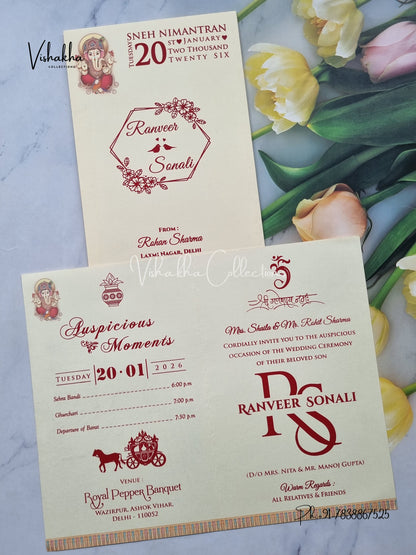 Vishakha
COLLECTIONS
SNEH NIMANTRAN
TUESDAY
20
ST♥JANUARY
TWO THOUSAND
TWENTY SIX
Ranveer
Sonali
FROM :
Rohan Sharma
LAXMI NAGAR, DELHI
Vishakha Collections
श्री गणेशाय नमः
Auspicious
Moments
TUESDAY |20·01| 2026
Sehra Bandi 6:00 p.m
Ghurchari 7:00 p.m
Departure of Barat 7:30 p.m
VENUE :
Royal Pepper Banquet
WAZIRPUR, ASHOK VIHAR,
DELHI - 110052
ॐ
Mrs. Shaila & Mr. Rohit Sharma
CORDIALLY INVITE YOU TO THE AUSPICIOUS
OCCASION OF THE WEDDING CEREMONY
OF THEIR BELOVED SON
RS
RANVEER SONALI
(D/O MRS. NITA & MR. MANOJ GUPTA)
Warm Regards :
ALL RELATIVES & FRIENDS
Ph.+91-7838867525